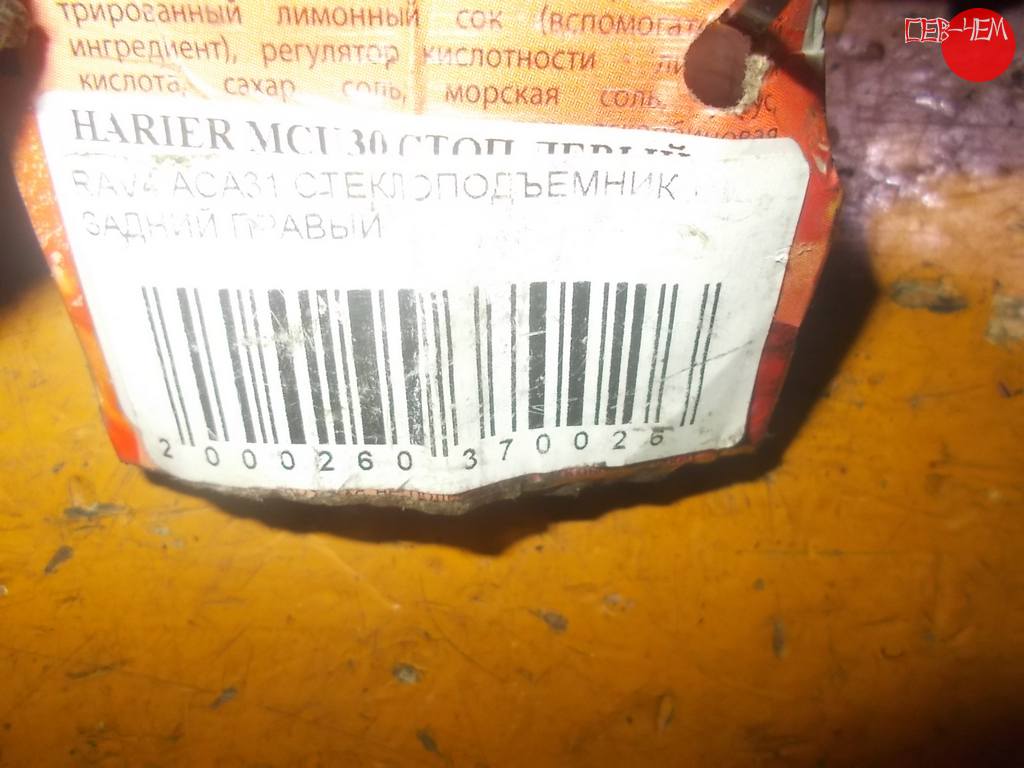 трированный лимонный сок
ингредиент), регулятор кислотности -
кислота, сахар, соль, морская соль,
HARIER MCU30 СТОП ЛЕВЫЙ
RAV4 ACA31 СТЕКЛОПОДЪЕМНИК
ЗАДНИЙ ПРАВЫЙ
2 000260 370026